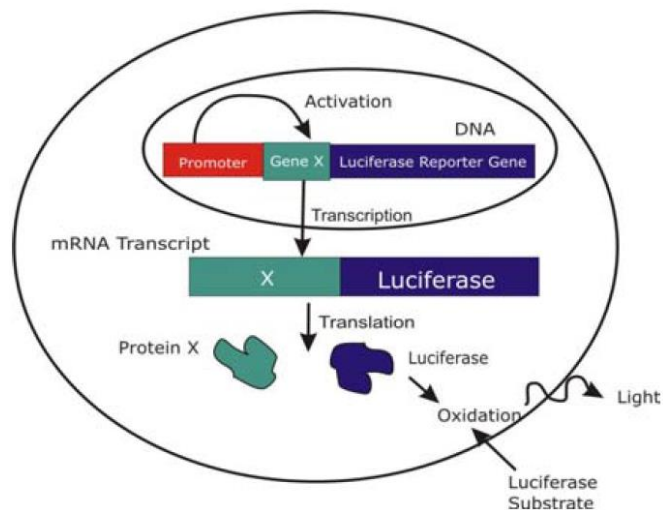 Activation
DNA
Promoter
Gene X
Luciferase Reporter Gene
Transcription
mRNA Transcript
X
Luciferase
Translation
Protein X
Luciferase
Oxidation
Light
Luciferase
Substrate